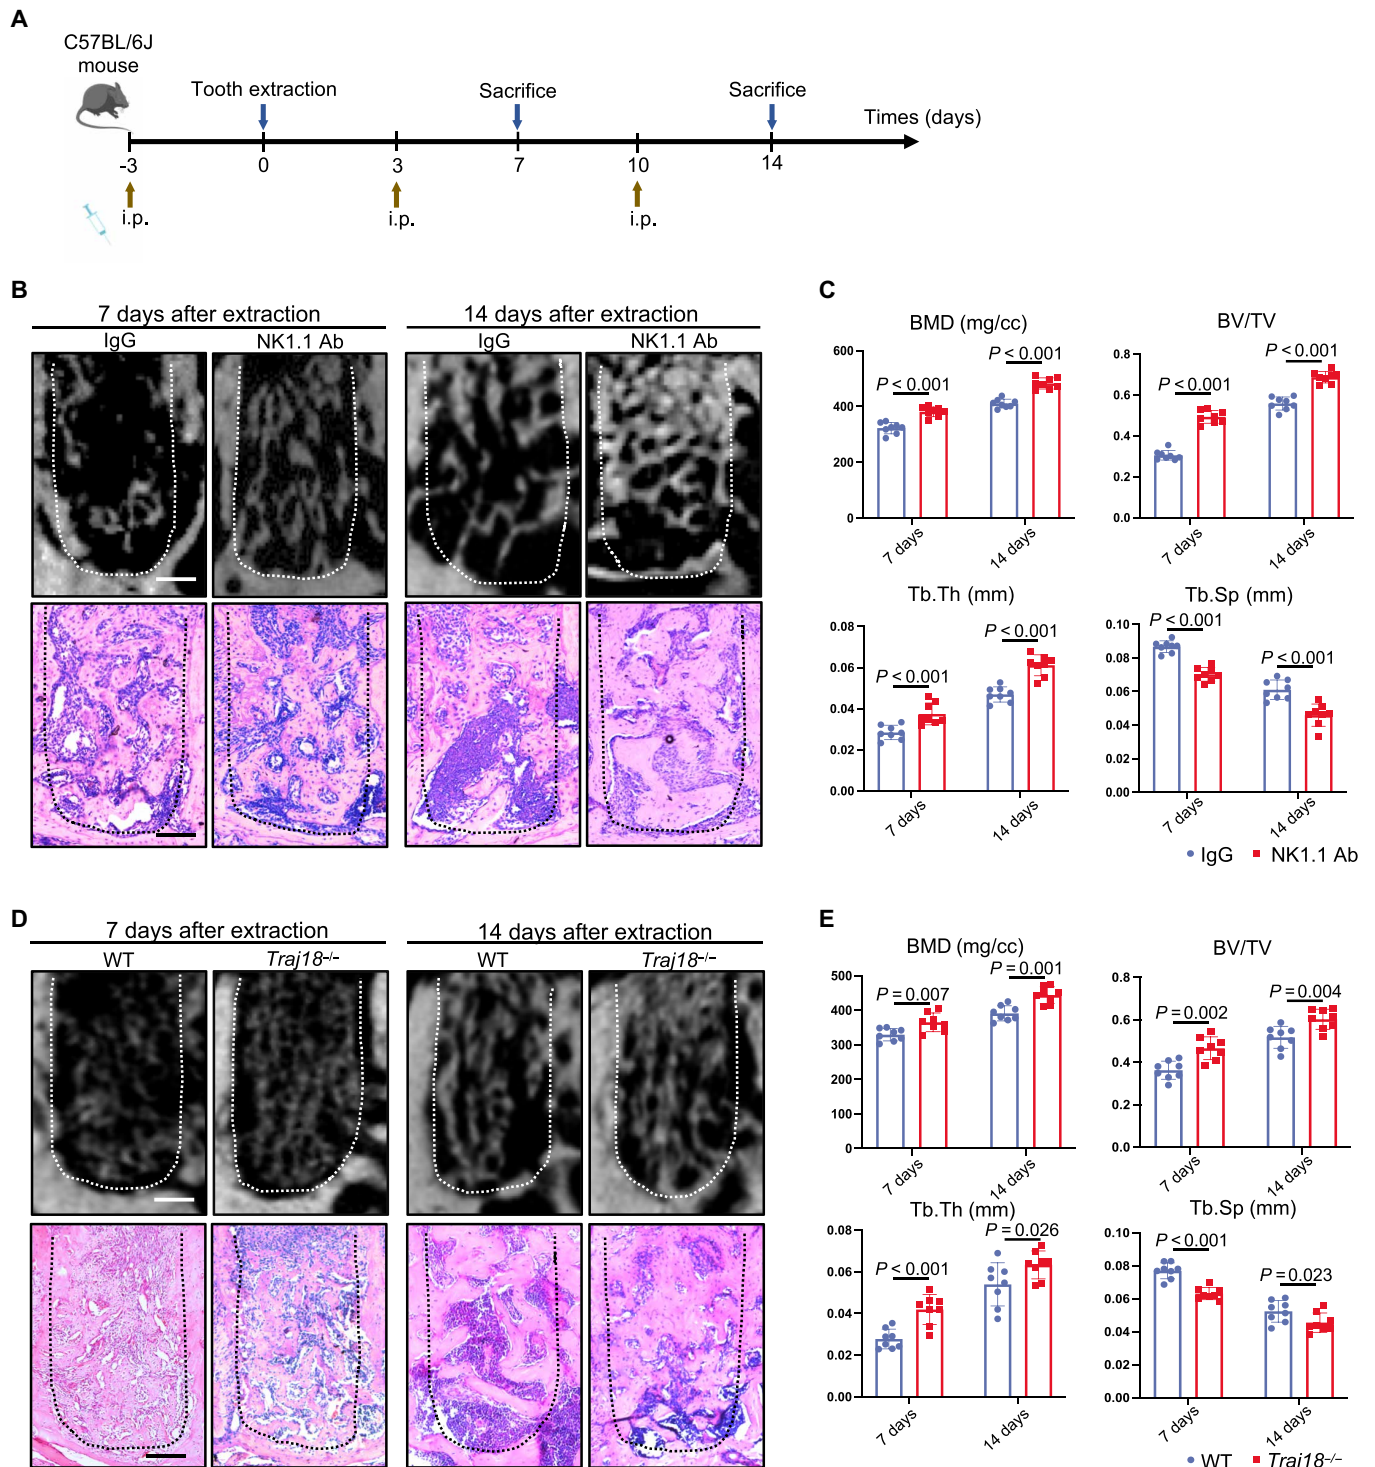 A
C57BL/6J
mouse
Tooth extraction
Sacrifice
Sacrifice
Times (days)
-3
0
3
7
10
14
i.p.
i.p.
i.p.
B
7 days after extraction
14 days after extraction
IgG
NK1.1 Ab
IgG
NK1.1 Ab
C
BMD (mg/cc)
600
400
200
0
P < 0.001
P < 0.001
7 days
14 days
BV/TV
0.8
0.6
0.4
0.2
0.0
P < 0.001
P < 0.001
7 days
14 days
Tb.Th (mm)
0.08
0.06
0.04
0.02
0.00
P < 0.001
P < 0.001
7 days
14 days
Tb.Sp (mm)
0.10
0.08
0.06
0.04
0.02
0.00
P < 0.001
P < 0.001
7 days
14 days
IgG
NK1.1 Ab
D
7 days after extraction
14 days after extraction
WT
Traj18–/–
WT
Traj18–/–
E
BMD (mg/cc)
500
400
300
200
100
0
P = 0.007
P = 0.001
7 days
14 days
BV/TV
0.8
0.6
0.4
0.2
0.0
P = 0.002
P = 0.004
7 days
14 days
Tb.Th (mm)
0.08
0.06
0.04
0.02
0.00
P < 0.001
P = 0.026
7 days
14 days
Tb.Sp (mm)
0.10
0.08
0.06
0.04
0.02
0.00
P < 0.001
P = 0.023
7 days
14 days
WT
Traj18–/–